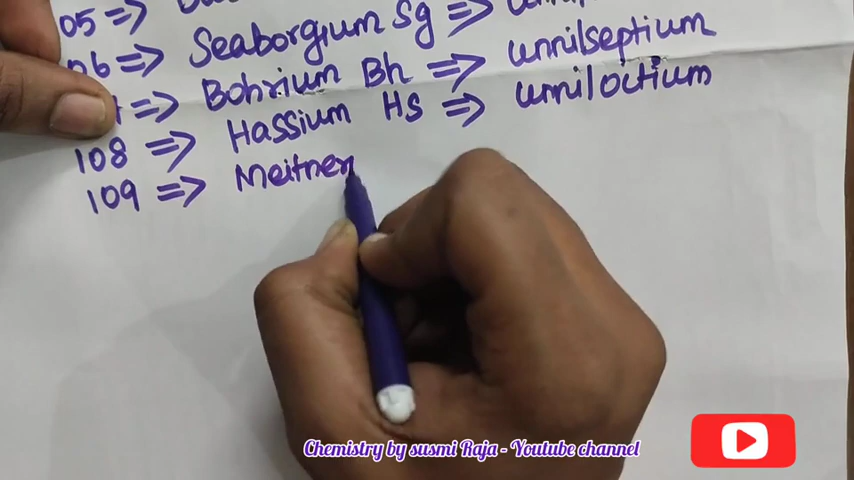 05 ⇒
06 ⇒ Seaborgium Sg ⇒
⇒ Bohrium Bh ⇒ Unnilseptium
108 ⇒ Hassium Hs ⇒ Unniloctium
109 ⇒ Meitner
Chemistry by susmi Raja - Youtube channel